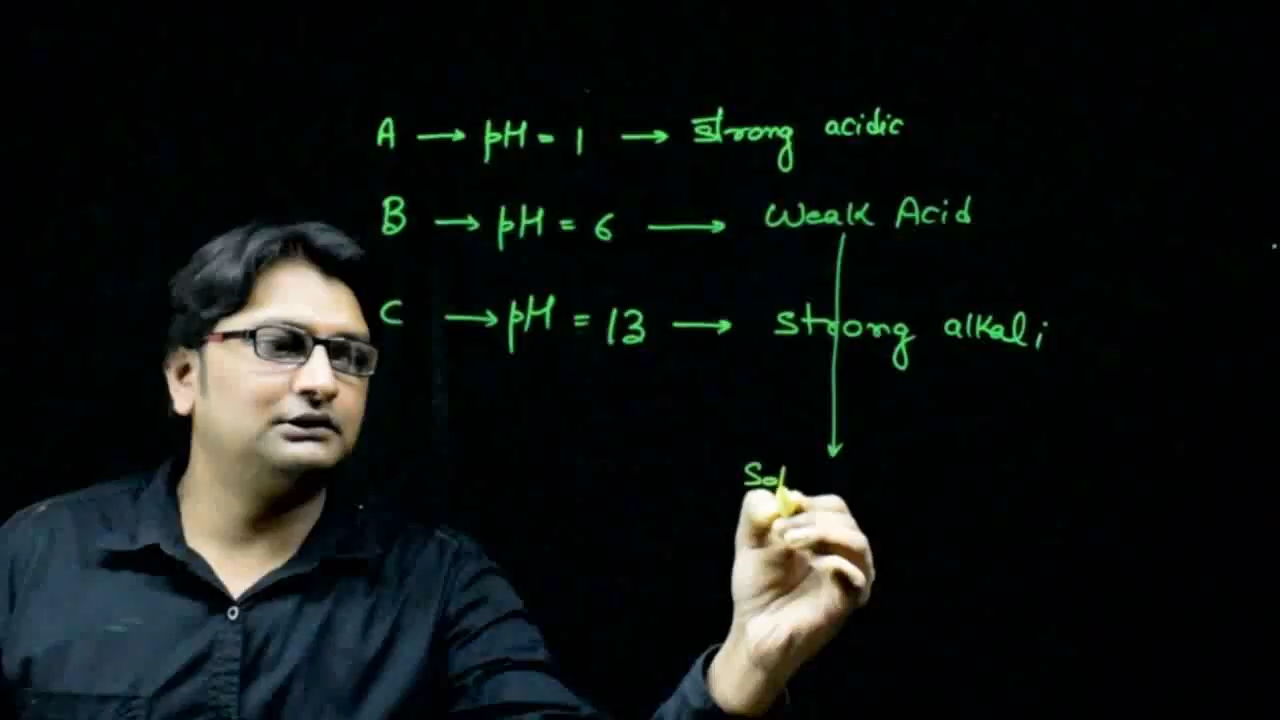 A → pH = 1 → strong acidic
B → pH = 6 → Weak Acid
C → pH = 13 → strong alkali
Sol